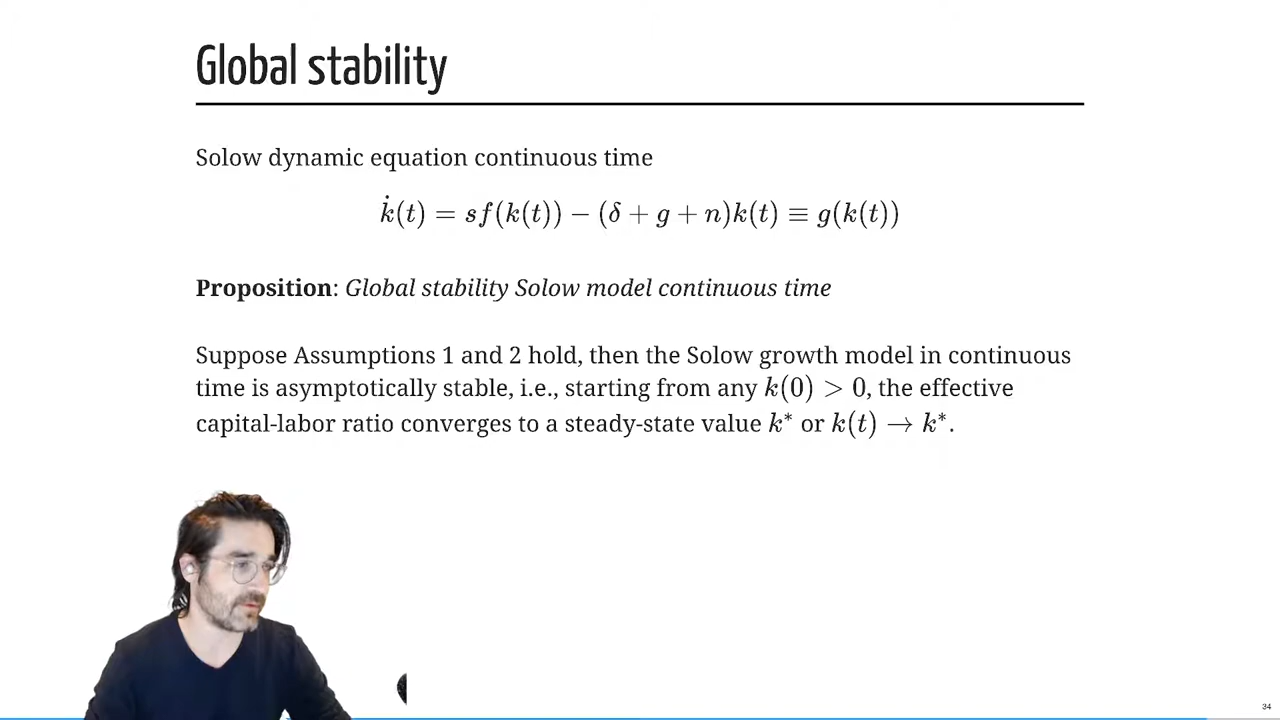 Global stability
Solow dynamic equation continuous time
k̇(t) = sf(k(t)) − (δ + g + n)k(t) ≡ g(k(t))
Proposition: Global stability Solow model continuous time
Suppose Assumptions 1 and 2 hold, then the Solow growth model in continuous
time is asymptotically stable, i.e., starting from any k(0) > 0, the effective
capital-labor ratio converges to a steady-state value k* or k(t) → k*.
34